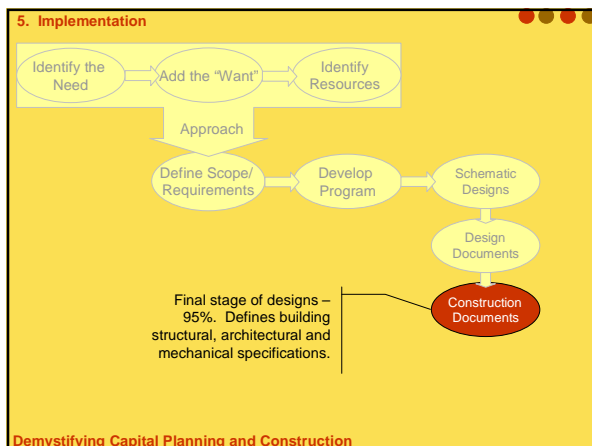 5. Implementation
Identify the
Need
Add the “Want”
Identify
Resources
Approach
Define Scope/
Requirements
Develop
Program
Schematic
Designs
Design
Documents
Construction
Documents
Final stage of designs –
95%. Defines building
structural, architectural and
mechanical specifications.
Demystifying Capital Planning and Construction